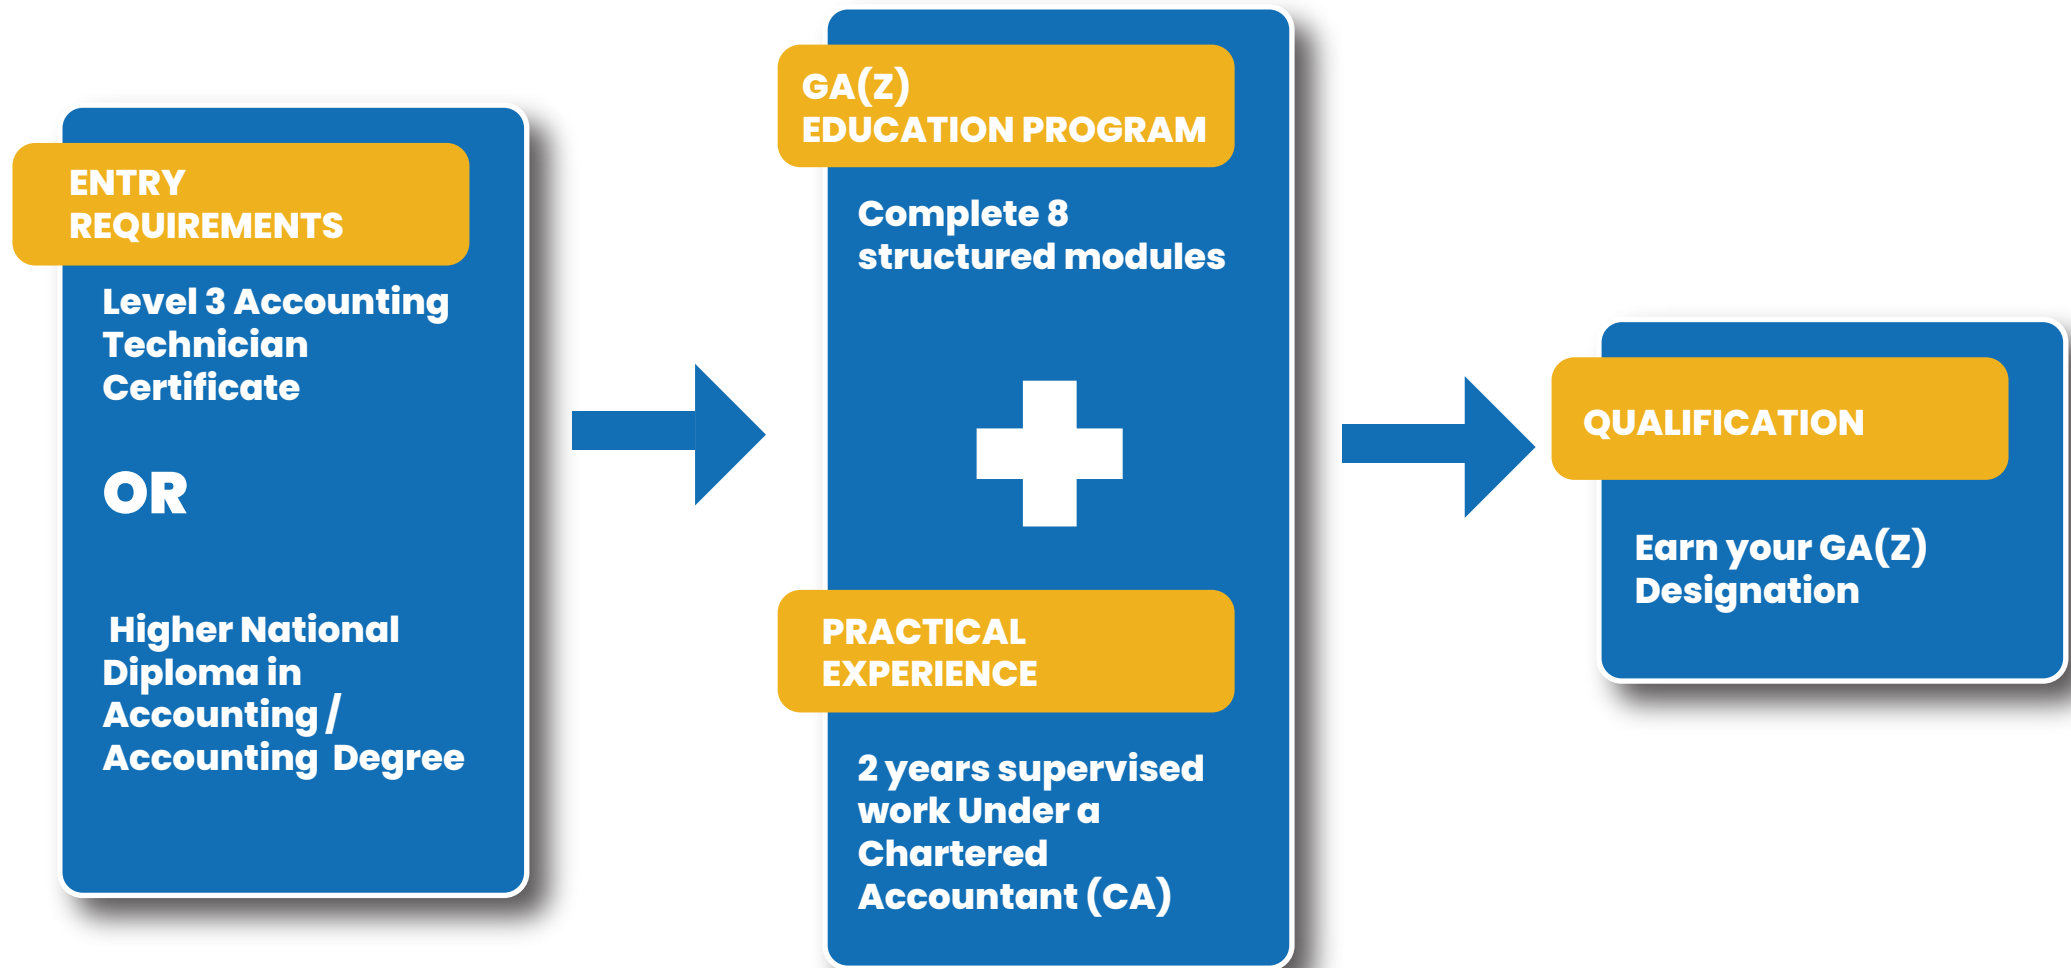 ENTRY
REQUIREMENTS
Level 3 Accounting
Technician
Certificate
OR
Higher National
Diploma in
Accounting /
Accounting Degree
GA(Z)
EDUCATION PROGRAM
Complete 8
structured modules
PRACTICAL
EXPERIENCE
2 years supervised
work Under a
Chartered
Accountant (CA)
QUALIFICATION
Earn your GA(Z)
Designation